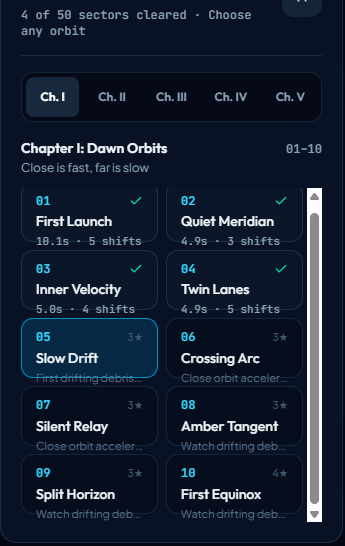 4 of 50 sectors cleared · Choose
any orbit
Ch. I Ch. II Ch. III Ch. IV Ch. V
Chapter I: Dawn Orbits 01–10
Close is fast, far is slow
01 ✓ 02 ✓
First Launch Quiet Meridian
10.1s · 5 shifts 4.9s · 3 shifts
03 ✓ 04 ✓
Inner Velocity Twin Lanes
5.0s · 4 shifts 4.9s · 5 shifts
05 3★ 06 3★
Slow Drift Crossing Arc
First drifting debris... Close orbit acceler...
07 3★ 08 3★
Silent Relay Amber Tangent
Close orbit acceler... Watch drifting deb...
09 3★ 10 4★
Split Horizon First Equinox
Watch drifting deb... Watch drifting deb...